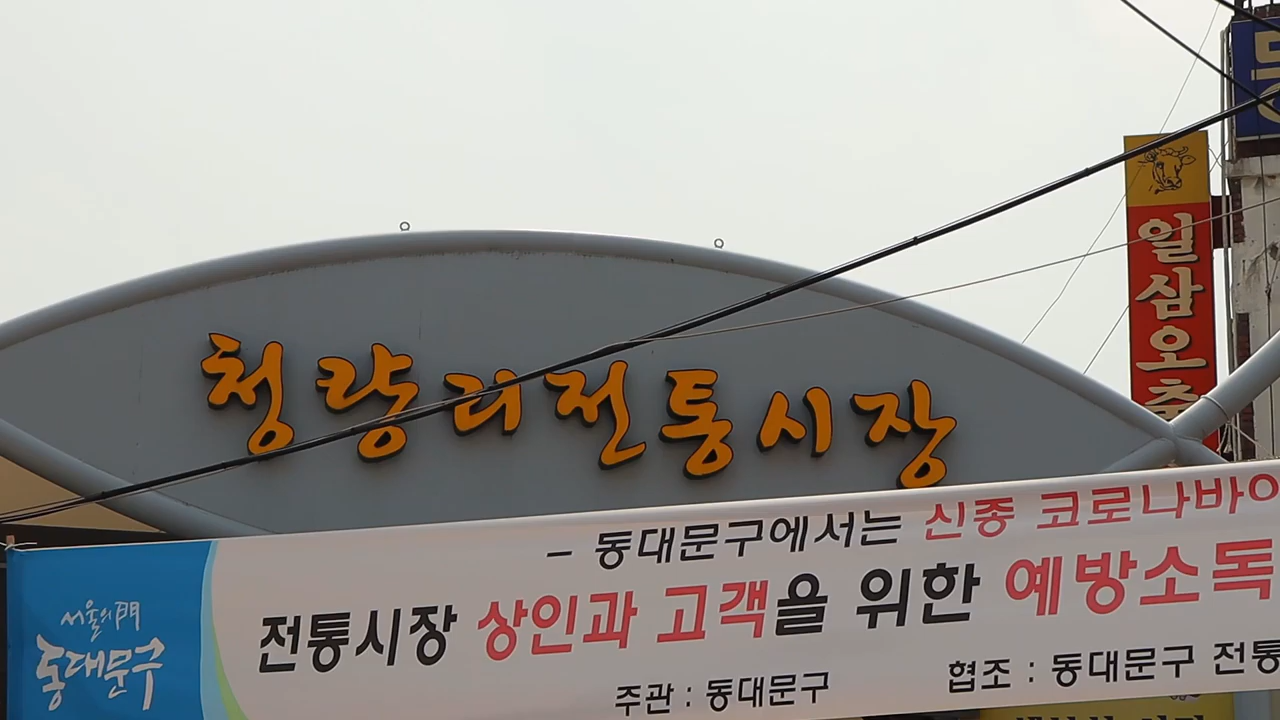 청량리전통시장
일삼오축
- 동대문구에서는 신종 코로나바이
전통시장 상인과 고객을 위한 예방소독
주관 : 동대문구
협조 : 동대문구 전통
서울의 門
동대문구